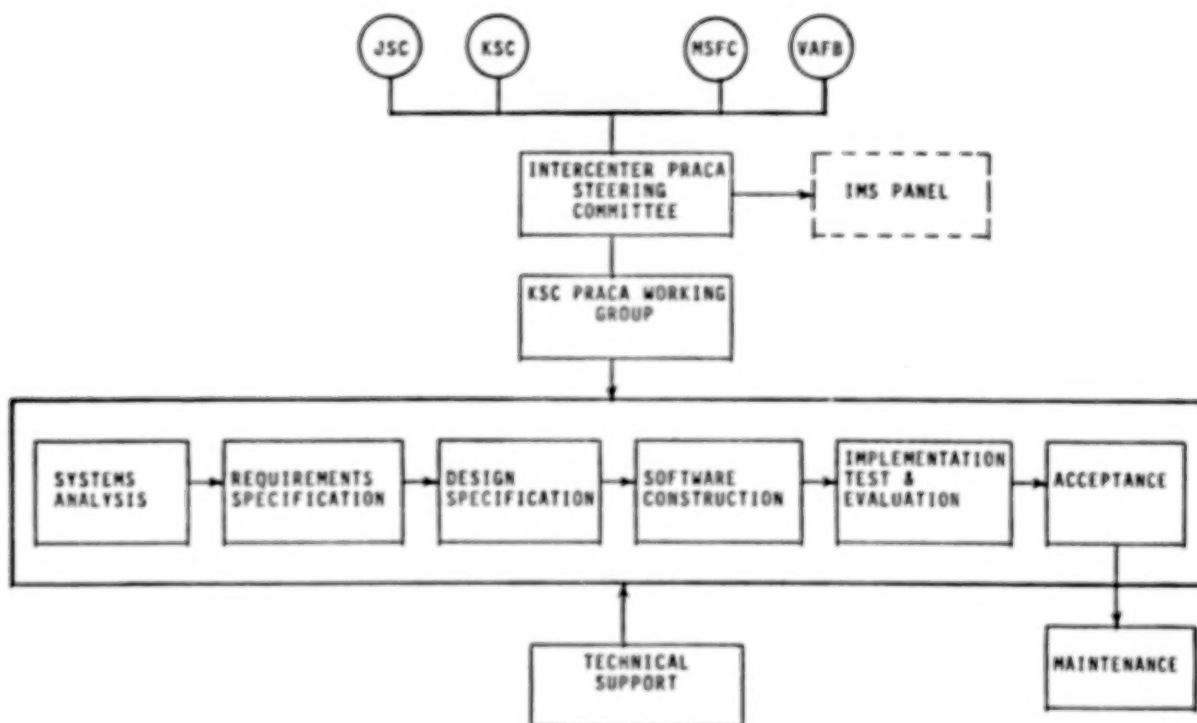 JSC
KSC
MSFC
VAFB
INTERCENTER PRACA
STEERING
COMMITTEE
IMS PANEL
KSC PRACA WORKING
GROUP
SYSTEMS
ANALYSIS
REQUIREMENTS
SPECIFICATION
DESIGN
SPECIFICATION
SOFTWARE
CONSTRUCTION
IMPLEMENTATION
TEST &
EVALUATION
ACCEPTANCE
TECHNICAL
SUPPORT
MAINTENANCE